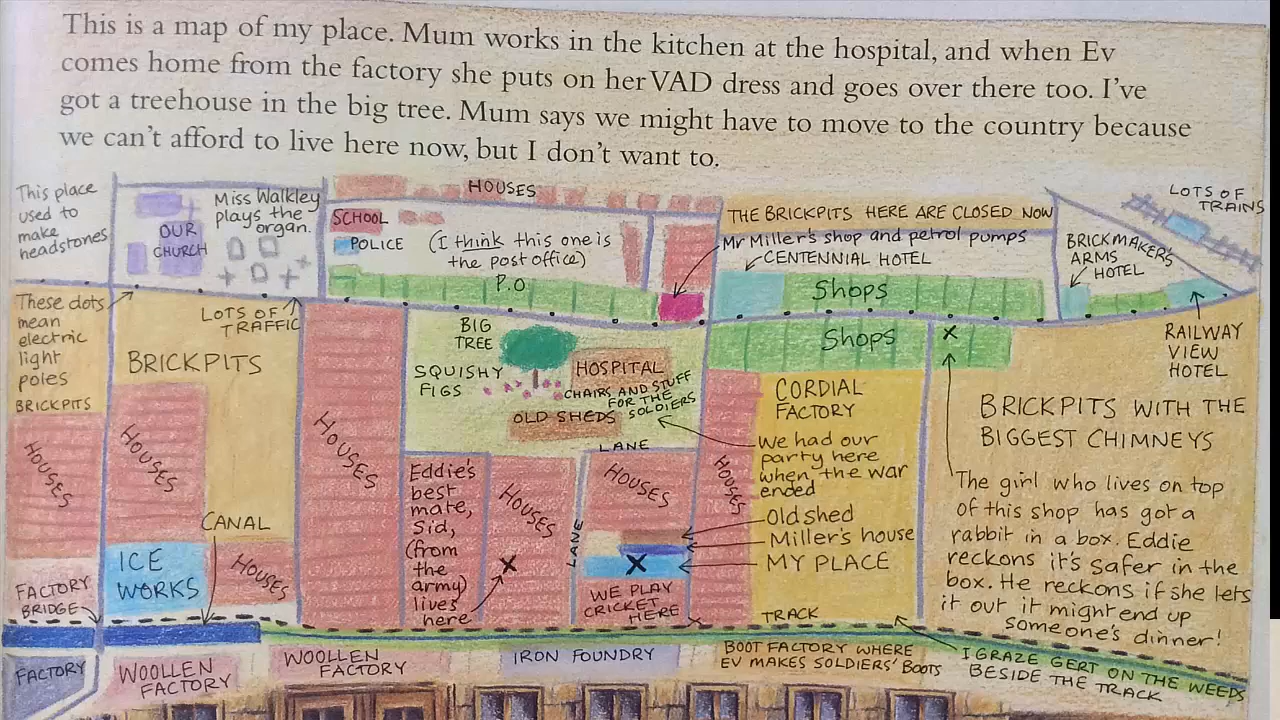 This is a map of my place. Mum works in the kitchen at the hospital, and when Ev
comes home from the factory she puts on her VAD dress and goes over there too. I've
got a treehouse in the big tree. Mum says we might have to move to the country because
we can't afford to live here now, but I don't want to.
This place
used to
make
headstones
OUR
CHURCH
Miss Walkley
plays the
organ.
HOUSES
SCHOOL
POLICE
(I think this one is
the post office)
P.O
THE BRICKPITS HERE ARE CLOSED NOW
Mr Miller's shop and petrol pumps
CENTENNIAL HOTEL
Shops
BRICKMAKER'S
ARMS
HOTEL
LOTS OF
TRAINS
RAILWAY
VIEW
HOTEL
These dots
mean
electric
light
poles
BRICKPITS
HOUSES
LOTS OF
TRAFFIC
BRICKPITS
HOUSES
CANAL
ICE
WORKS
HOUSES
HOUSES
BIG
TREE
SQUISHY
FIGS
HOSPITAL
CHAIRS AND STUFF
FOR THE
SOLDIERS
OLD SHEDS
LANE
Eddie's
best
mate,
Sid,
(from
the
army)
lives
here
HOUSES
X
LANE
HOUSES
X
WE PLAY
CRICKET
HERE
Shops
X
HOUSES
CORDIAL
FACTORY
We had our
party here
when the war
ended
Old shed
Miller's house
MY PLACE
TRACK
BRICKPITS WITH THE
BIGGEST CHIMNEYS
The girl who lives on top
of this shop has got a
rabbit in a box. Eddie
reckons it's safer in the
box. He reckons if she lets
it out it might end up
someone's dinner!
FACTORY
BRIDGE
FACTORY
WOOLLEN
FACTORY
WOOLLEN
FACTORY
IRON FOUNDRY
BOOT FACTORY WHERE
EV MAKES SOLDIERS' BOOTS
I GRAZE GERT ON THE WEEDS
BESIDE THE TRACK